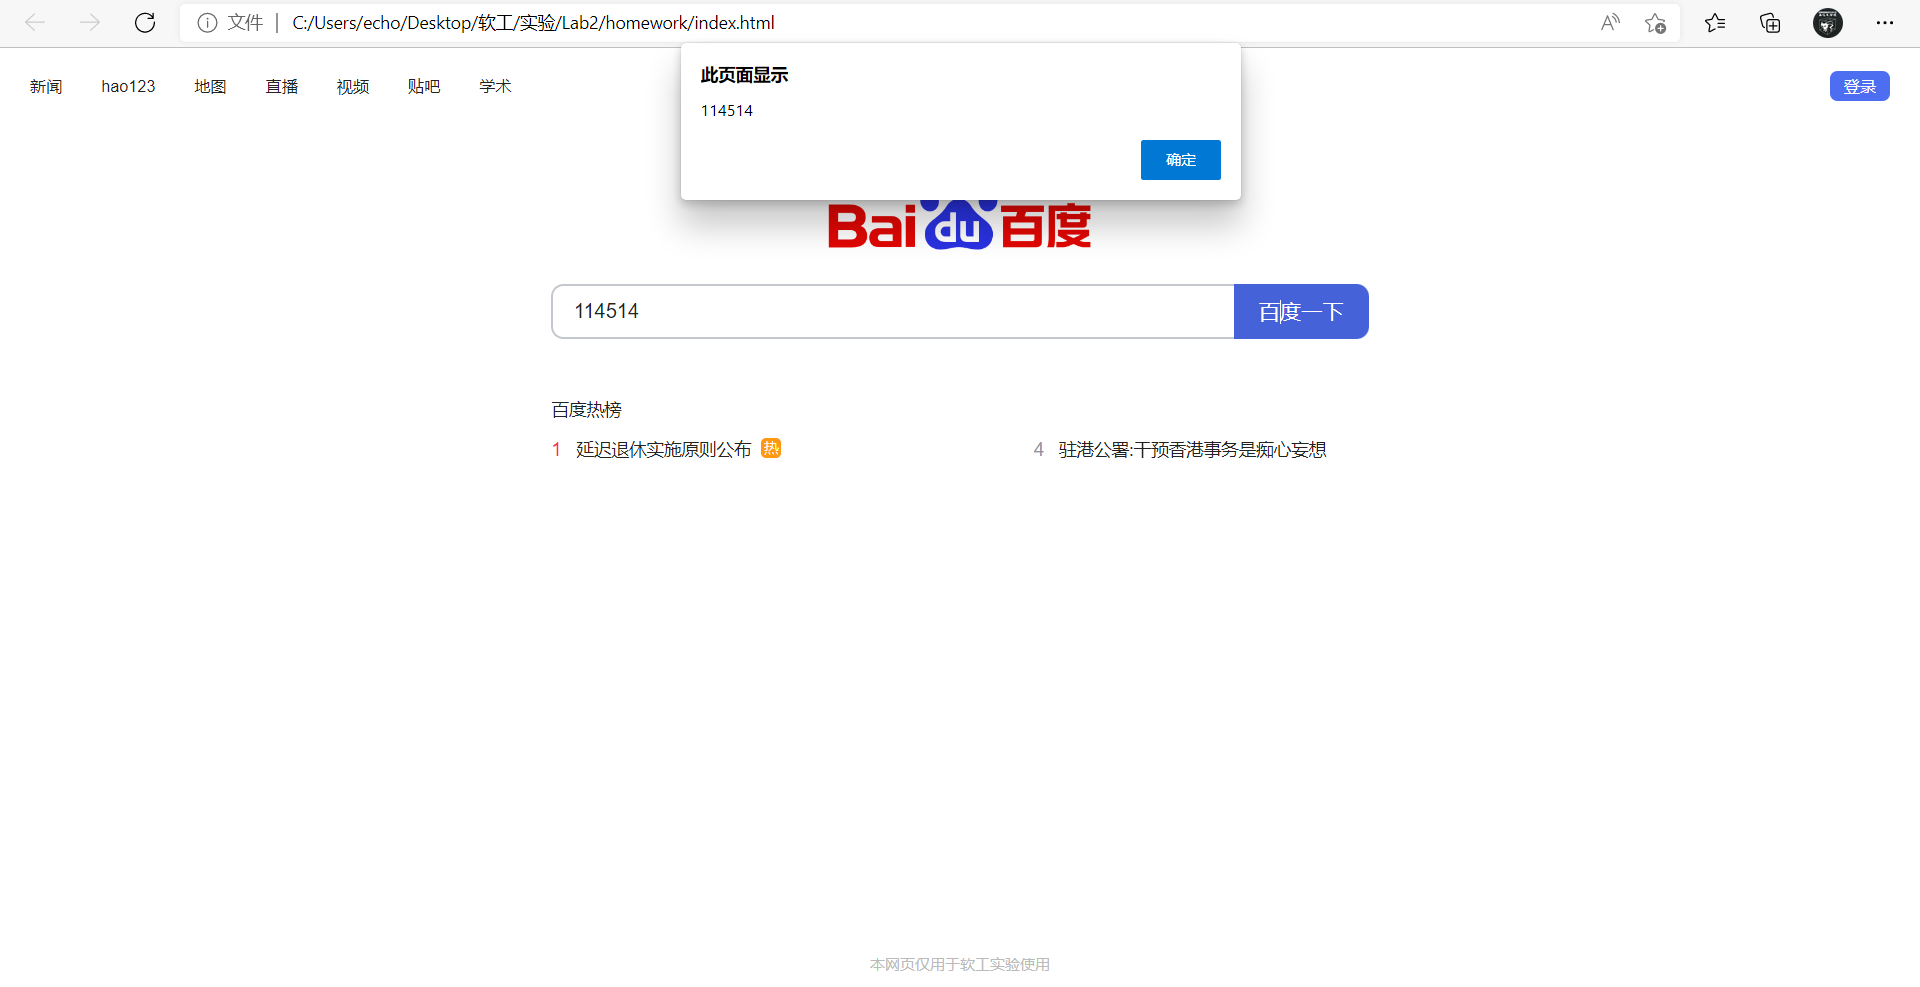 文件 C:/Users/echo/Desktop/软工/实验/Lab2/homework/index.html
新闻 hao123 地图 直播 视频 贴吧 学术 登录
此页面显示
114514
确定
Bai du 百度
114514 百度一下
百度热榜
1 延迟退休实施原则公布 热
4 驻港公署:干预香港事务是痴心妄想
本网页仅用于软工实验使用